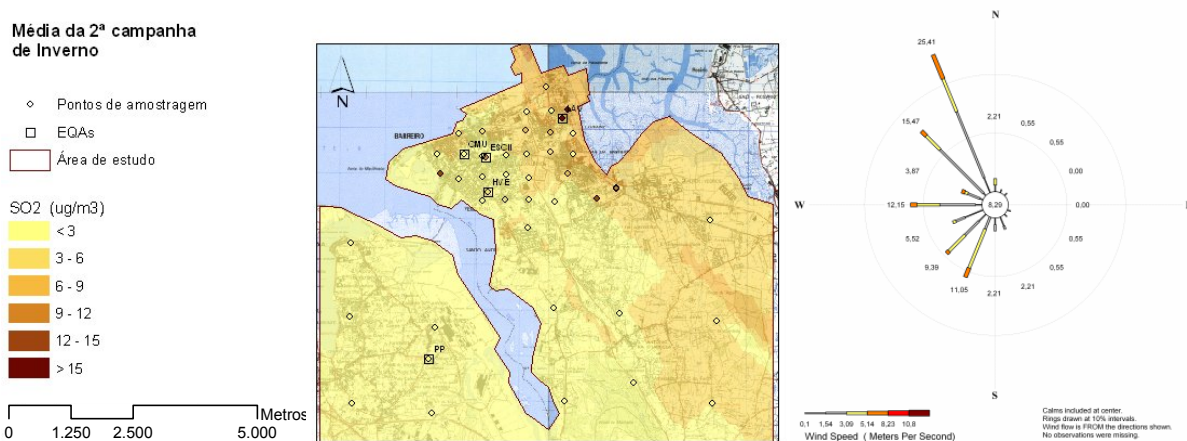 Média da 2ª campanha
de Inverno
Pontos de amostragem
EQAs
Área de estudo
SO2 (ug/m3)
< 3
3 - 6
6 - 9
9 - 12
12 - 15
> 15
0 1.250 2.500 5.000 Metros
N
CMU
ESCII
HVE
PP
N
25,41
2,21
0,55
15,47
0,55
3,87
0,00
W
12,15
8,29
0,00
5,52
0,55
9,39
0,55
11,05
2,21
2,21
S
0,1 1,54 3,09 5,14 8,23 10,8
Wind Speed ( Meters Per Second)
Calms included at center.
Rings drawn at 10% intervals.
Wind flow is FROM the directions shown.
No observations were missing.